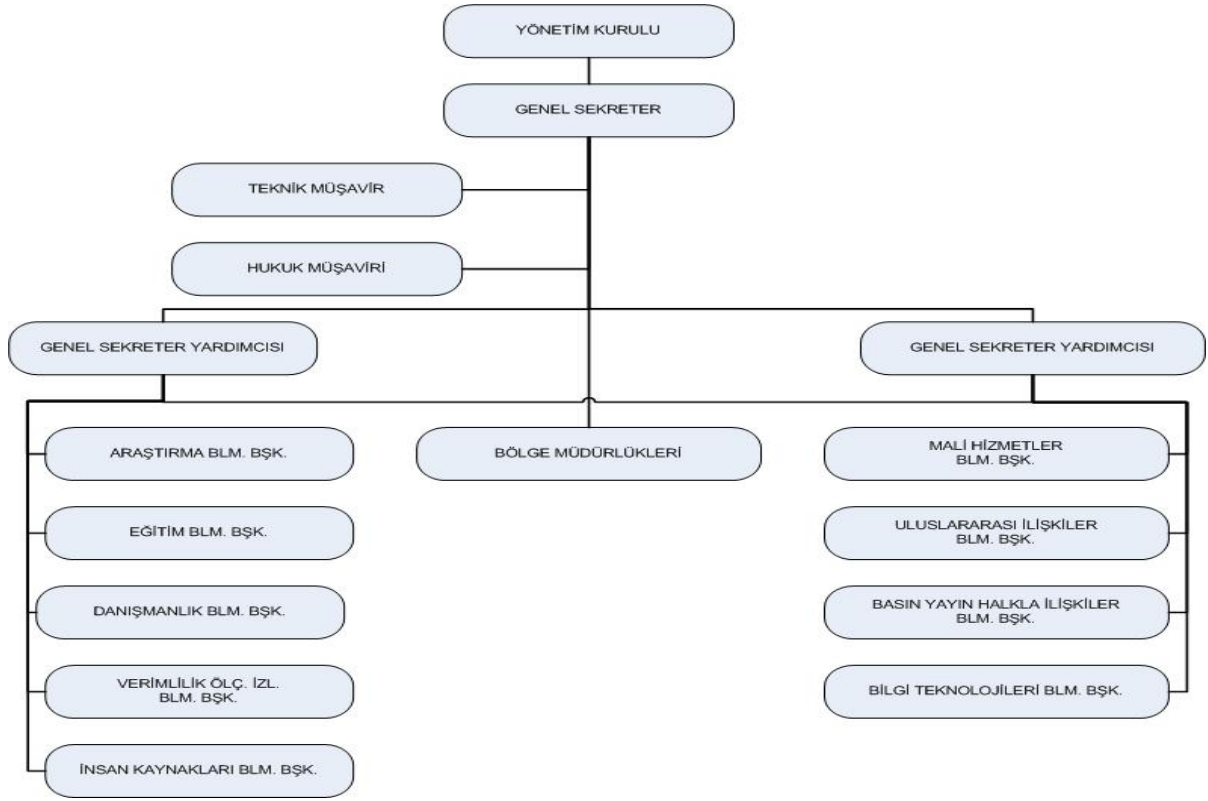 YÖNETİM KURULU
GENEL SEKRETER
TEKNİK MÜŞAVİR
HUKUK MÜŞAVİRİ
GENEL SEKRETER YARDIMCISI
GENEL SEKRETER YARDIMCISI
ARAŞTIRMA BLM. BŞK.
EĞİTİM BLM. BŞK.
DANIŞMANLIK BLM. BŞK.
VERİMLİLİK ÖLÇ. İZL.
BLM. BŞK.
İNSAN KAYNAKLARI BLM. BŞK.
BÖLGE MÜDÜRLÜKLERİ
MALİ HİZMETLER
BLM. BŞK.
ULUSLARARASI İLİŞKİLER
BLM. BŞK.
BASIN YAYIN HALKLA İLİŞKİLER
BLM. BŞK.
BİLGİ TEKNOLOJİLERİ BLM. BŞK.